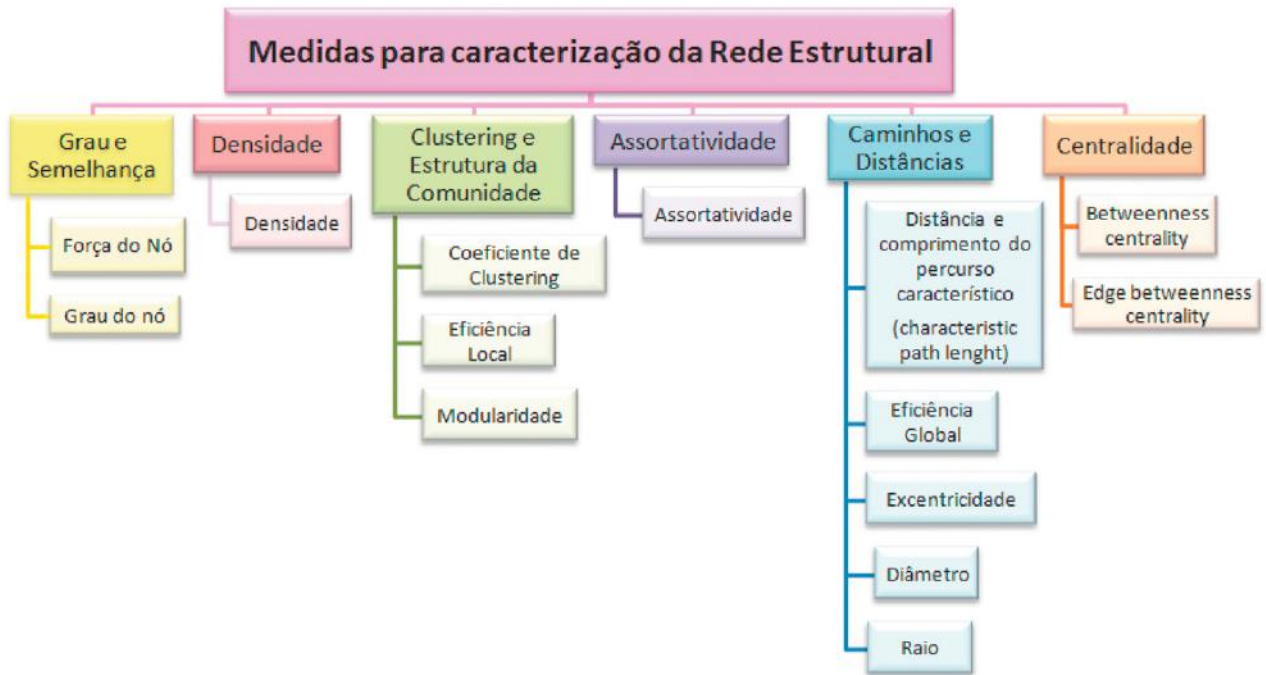 Medidas para caracterização da Rede Estrutural
Grau e
Semelhança
Força do Nó
Grau do nó
Densidade
Densidade
Clustering e
Estrutura da
Comunidade
Coeficiente de
Clustering
Eficiência
Local
Modularidade
Assortatividade
Assortatividade
Caminhos e
Distâncias
Distância e
comprimento do
percurso
característico
(characteristic
path lenght)
Eficiência
Global
Excentricidade
Diâmetro
Raio
Centralidade
Betweenness
centrality
Edge betweenness
centrality